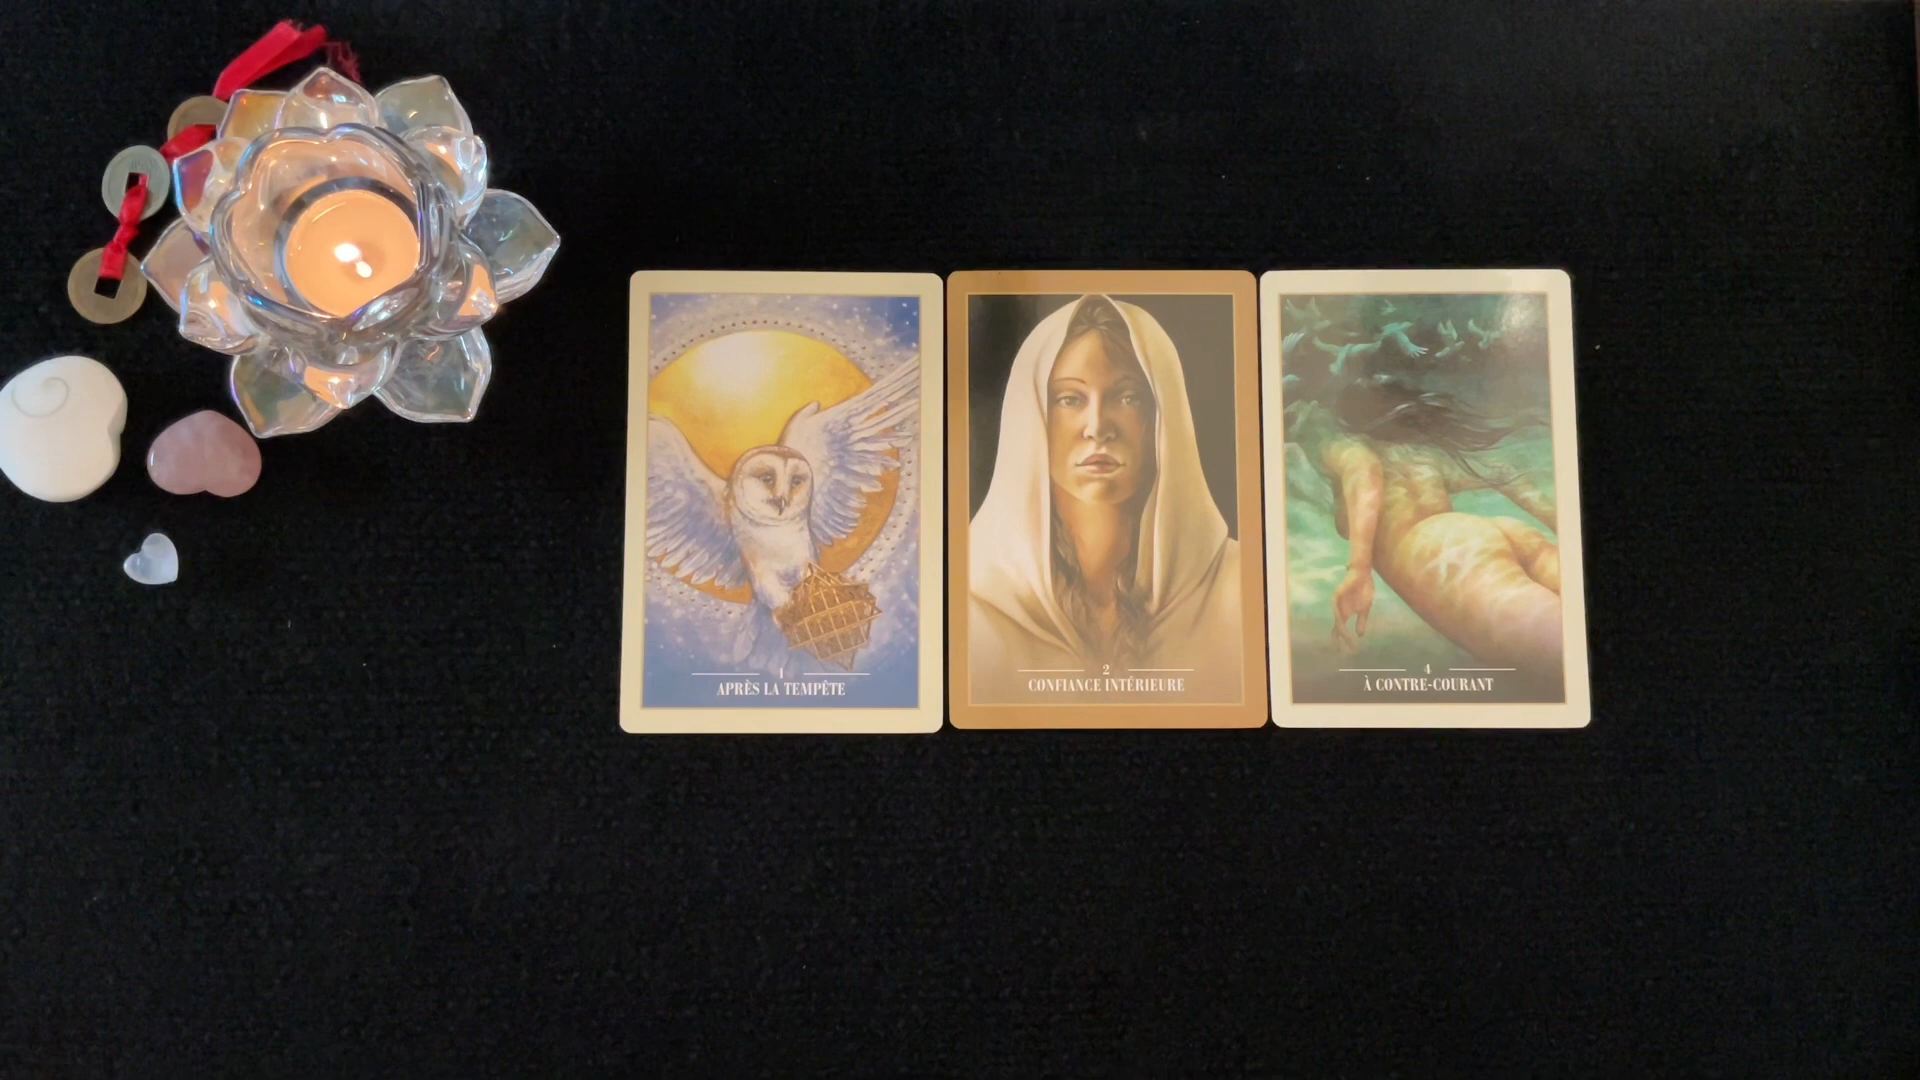 1
APRÈS LA TEMPÊTE
2
CONFIANCE INTÉRIEURE
4
À CONTRE-COURANT